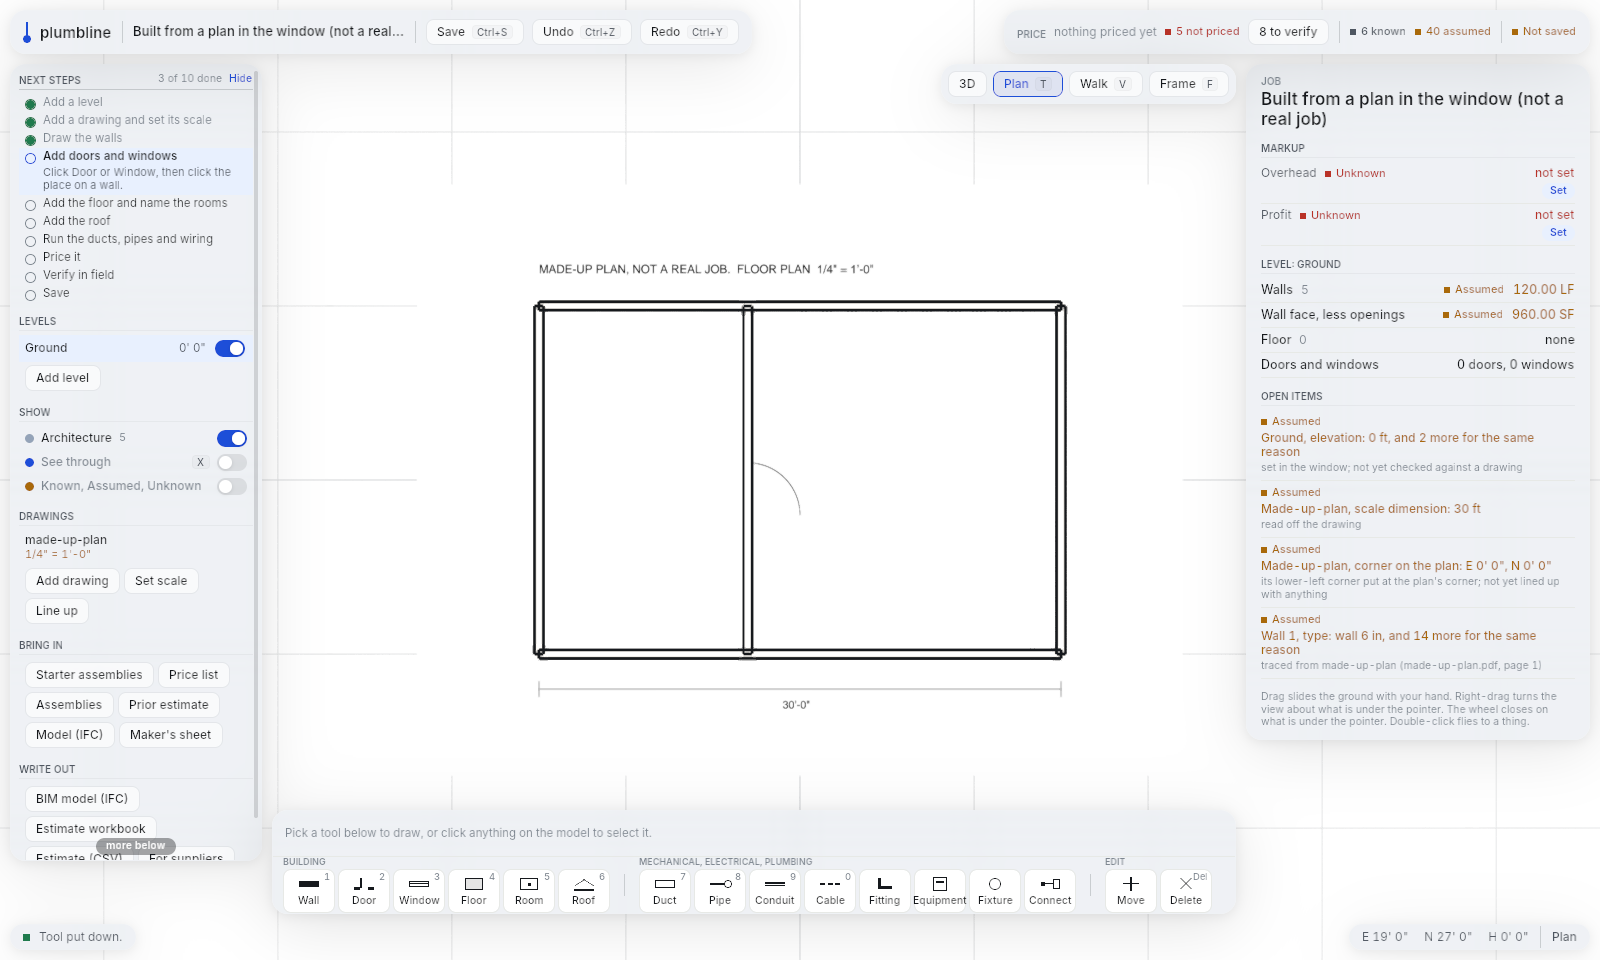 plumbline
Built from a plan in the window (not a real...
Save Ctrl+S
Undo Ctrl+Z
Redo Ctrl+Y
PRICE nothing priced yet 5 not priced 8 to verify 6 known 40 assumed Not saved
NEXT STEPS 3 of 10 done Hide
Add a level
Add a drawing and set its scale
Draw the walls
Add doors and windows
Click Door or Window, then click the
place on a wall.
Add the floor and name the rooms
Add the roof
Run the ducts, pipes and wiring
Price it
Verify in field
Save
LEVELS
Ground 0' 0"
Add level
SHOW
Architecture 5
See through X
Known, Assumed, Unknown
DRAWINGS
made-up-plan
1/4" = 1'-0"
Add drawing Set scale
Line up
BRING IN
Starter assemblies Price list
Assemblies Prior estimate
Model (IFC) Maker's sheet
WRITE OUT
BIM model (IFC)
Estimate workbook
more below
Estimate (CSV) For suppliers
Tool put down.
3D Plan T Walk V Frame F
MADE-UP PLAN, NOT A REAL JOB. FLOOR PLAN 1/4" = 1'-0"
30'-0"
Pick a tool below to draw, or click anything on the model to select it.
BUILDING
Wall 1 Door 2 Window 3 Floor 4 Room 5 Roof 6
MECHANICAL, ELECTRICAL, PLUMBING
Duct 7 Pipe 8 Conduit 9 Cable 0 Fitting Equipment Fixture Connect
EDIT
Move Delete Del
JOB
Built from a plan in the window (not a
real job)
MARKUP
Overhead Unknown not set
Set
Profit Unknown not set
Set
LEVEL: GROUND
Walls 5 Assumed 120.00 LF
Wall face, less openings Assumed 960.00 SF
Floor 0 none
Doors and windows 0 doors, 0 windows
OPEN ITEMS
Assumed
Ground, elevation: 0 ft, and 2 more for the same
reason
set in the window; not yet checked against a drawing
Assumed
Made-up-plan, scale dimension: 30 ft
read off the drawing
Assumed
Made-up-plan, corner on the plan: E 0' 0", N 0' 0"
its lower-left corner put at the plan's corner; not yet lined up
with anything
Assumed
Wall 1, type: wall 6 in, and 14 more for the same
reason
traced from made-up-plan (made-up-plan.pdf, page 1)
Drag slides the ground with your hand. Right-drag turns the
view about what is under the pointer. The wheel closes on
what is under the pointer. Double-click flies to a thing.
E 19' 0" N 27' 0" H 0' 0" Plan